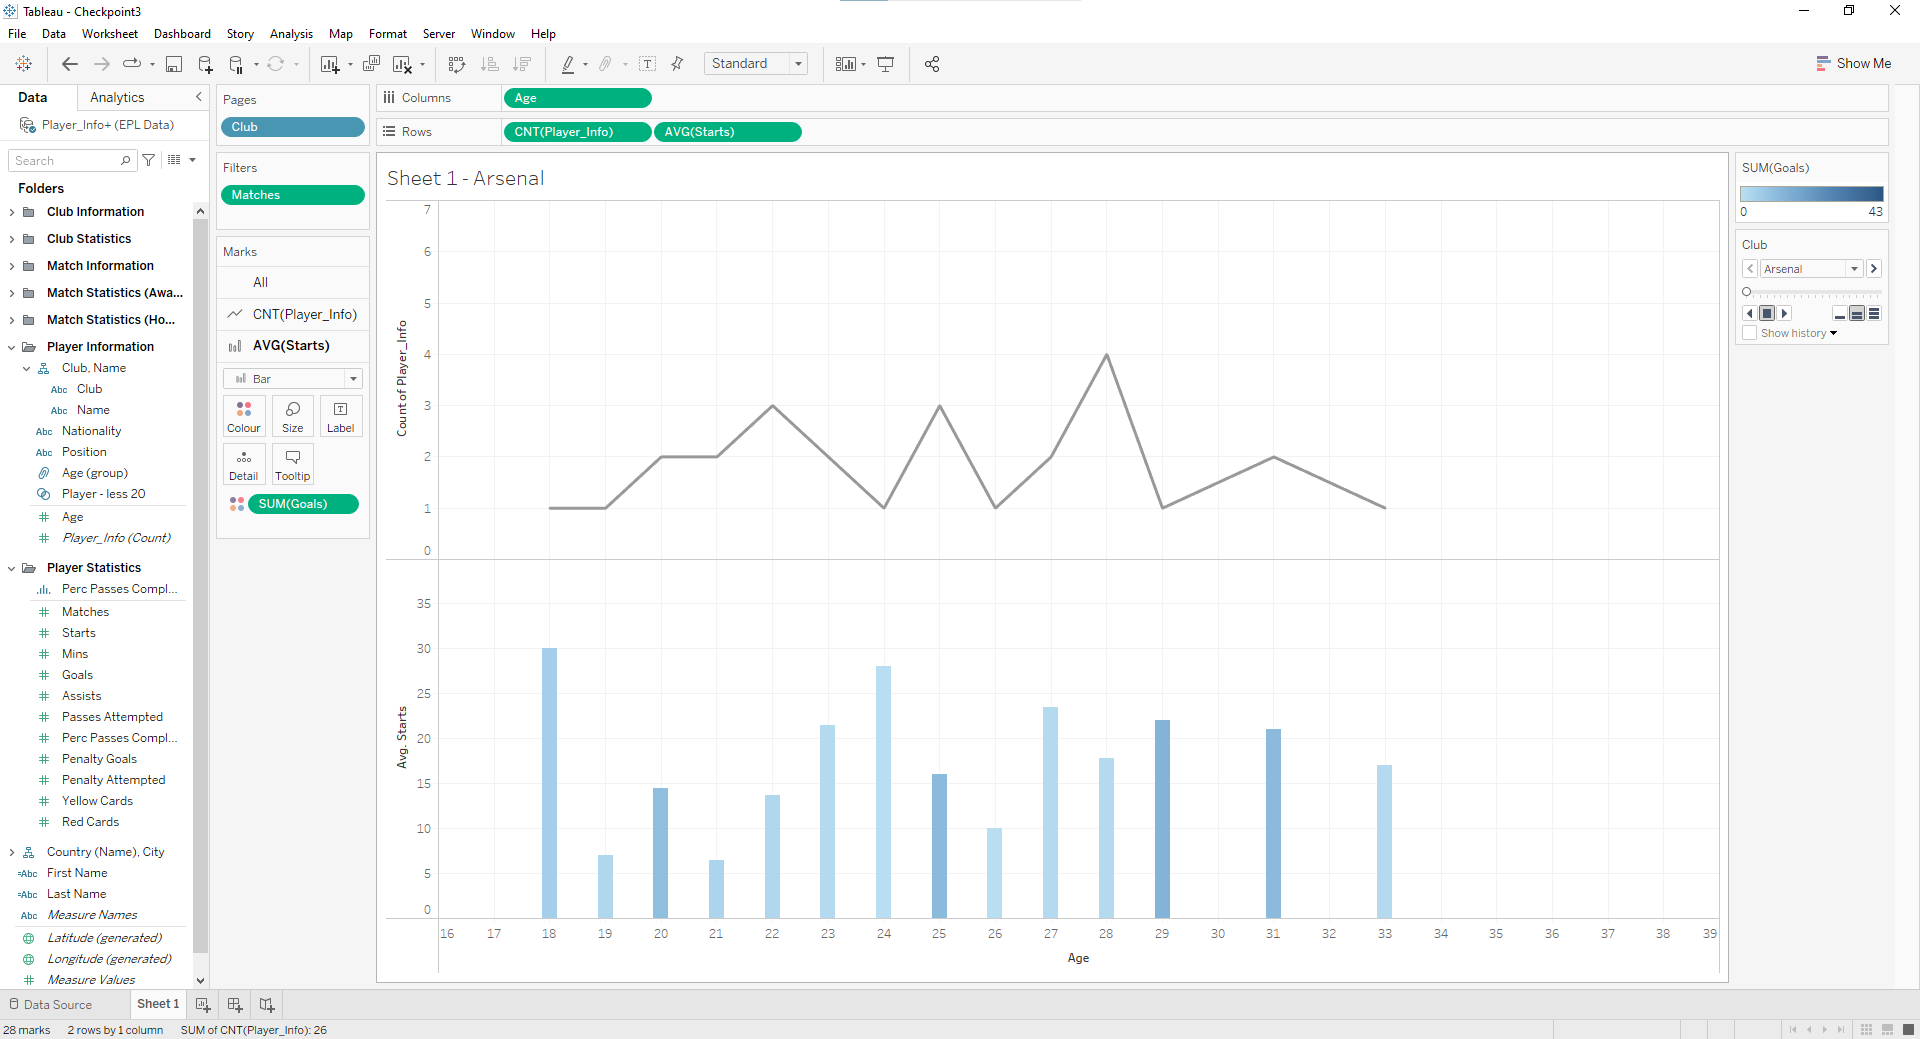 Tableau - Checkpoint3
File Data Worksheet Dashboard Story Analysis Map Format Server Window Help
Standard
Show Me
Data Analytics
Player_Info+ (EPL Data)
Search
Folders
Club Information
Club Statistics
Match Information
Match Statistics (Awa...
Match Statistics (Ho...
Player Information
Club, Name
Abc Club
Abc Name
Abc Nationality
Abc Position
Age (group)
Player - less 20
Age
Player_Info (Count)
Player Statistics
Perc Passes Compl...
Matches
Starts
Mins
Goals
Assists
Passes Attempted
Perc Passes Compl...
Penalty Goals
Penalty Attempted
Yellow Cards
Red Cards
Country (Name), City
=Abc First Name
=Abc Last Name
Abc Measure Names
Latitude (generated)
Longitude (generated)
Measure Values
Pages
Club
Filters
Matches
Marks
All
CNT(Player_Info)
AVG(Starts)
Bar
Colour Size Label
Detail Tooltip
SUM(Goals)
Columns Age
Rows CNT(Player_Info) AVG(Starts)
Sheet 1 - Arsenal
7
6
5
4
3
2
1
0
Count of Player_Info
35
30
25
20
15
10
5
0
Avg. Starts
16 17 18 19 20 21 22 23 24 25 26 27 28 29 30 31 32 33 34 35 36 37 38 39
Age
SUM(Goals)
0 43
Club
Arsenal
Show history
Data Source Sheet 1
28 marks 2 rows by 1 column SUM of CNT(Player_Info): 26